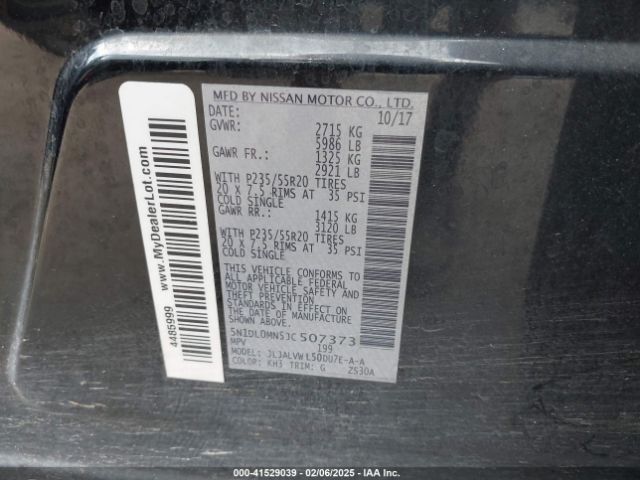 MFD BY NISSAN MOTOR CO., LTD.
DATE: 10/17
GVWR: 2715 KG
5986 LB
GAWR FR.: 1325 KG
2921 LB
WITH P235/55R20 TIRES
20 X 7.5 RIMS AT 35 PSI
COLD SINGLE
GAWR RR.: 1415 KG
3120 LB
WITH P235/55R20 TIRES
20 X 7.5 RIMS AT 35 PSI
COLD SINGLE
THIS VEHICLE CONFORMS TO
ALL APPLICABLE FEDERAL
MOTOR VEHICLE SAFETY AND
THEFT PREVENTION
STANDARDS IN EFFECT ON
THE DATE OF MANUFACTURE
SHOWN ABOVE.
5N1DL0MN5JC507373
MPV 199
MODEL: JLJALVWL50DU7E-A-A
COLOR: KH3 TRIM: G ZS30A
www.MyDealerLot.com
4485999
000-41529039 - 02/06/2025 - IAA Inc.